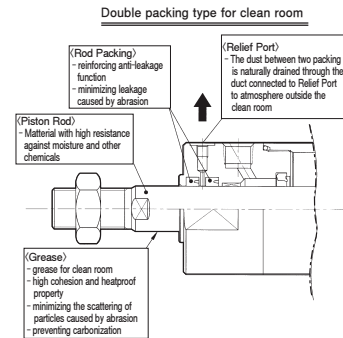 Double packing type for clean room
〈Rod Packing〉
- reinforcing anti-leakage
function
- minimizing leakage
caused by abrasion
〈Relief Port〉
- The dust between two packing
is naturally drained through the
duct connected to Relief Port
to atmosphere outside the
clean room
〈Piston Rod〉
- Matterial with high resistance
against moisture and other
chemicals
〈Grease〉
- grease for clean room
- high cohesion and heatproof
property
- minimizing the scattering of
particles caused by abrasion
- preventing carbonization